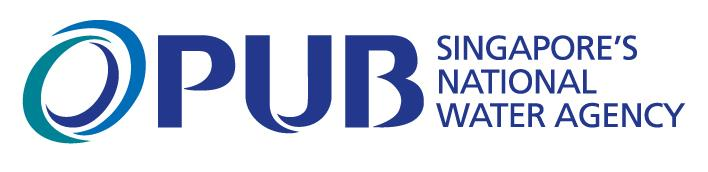 PUB
SINGAPORE'S
NATIONAL
WATER AGENCY